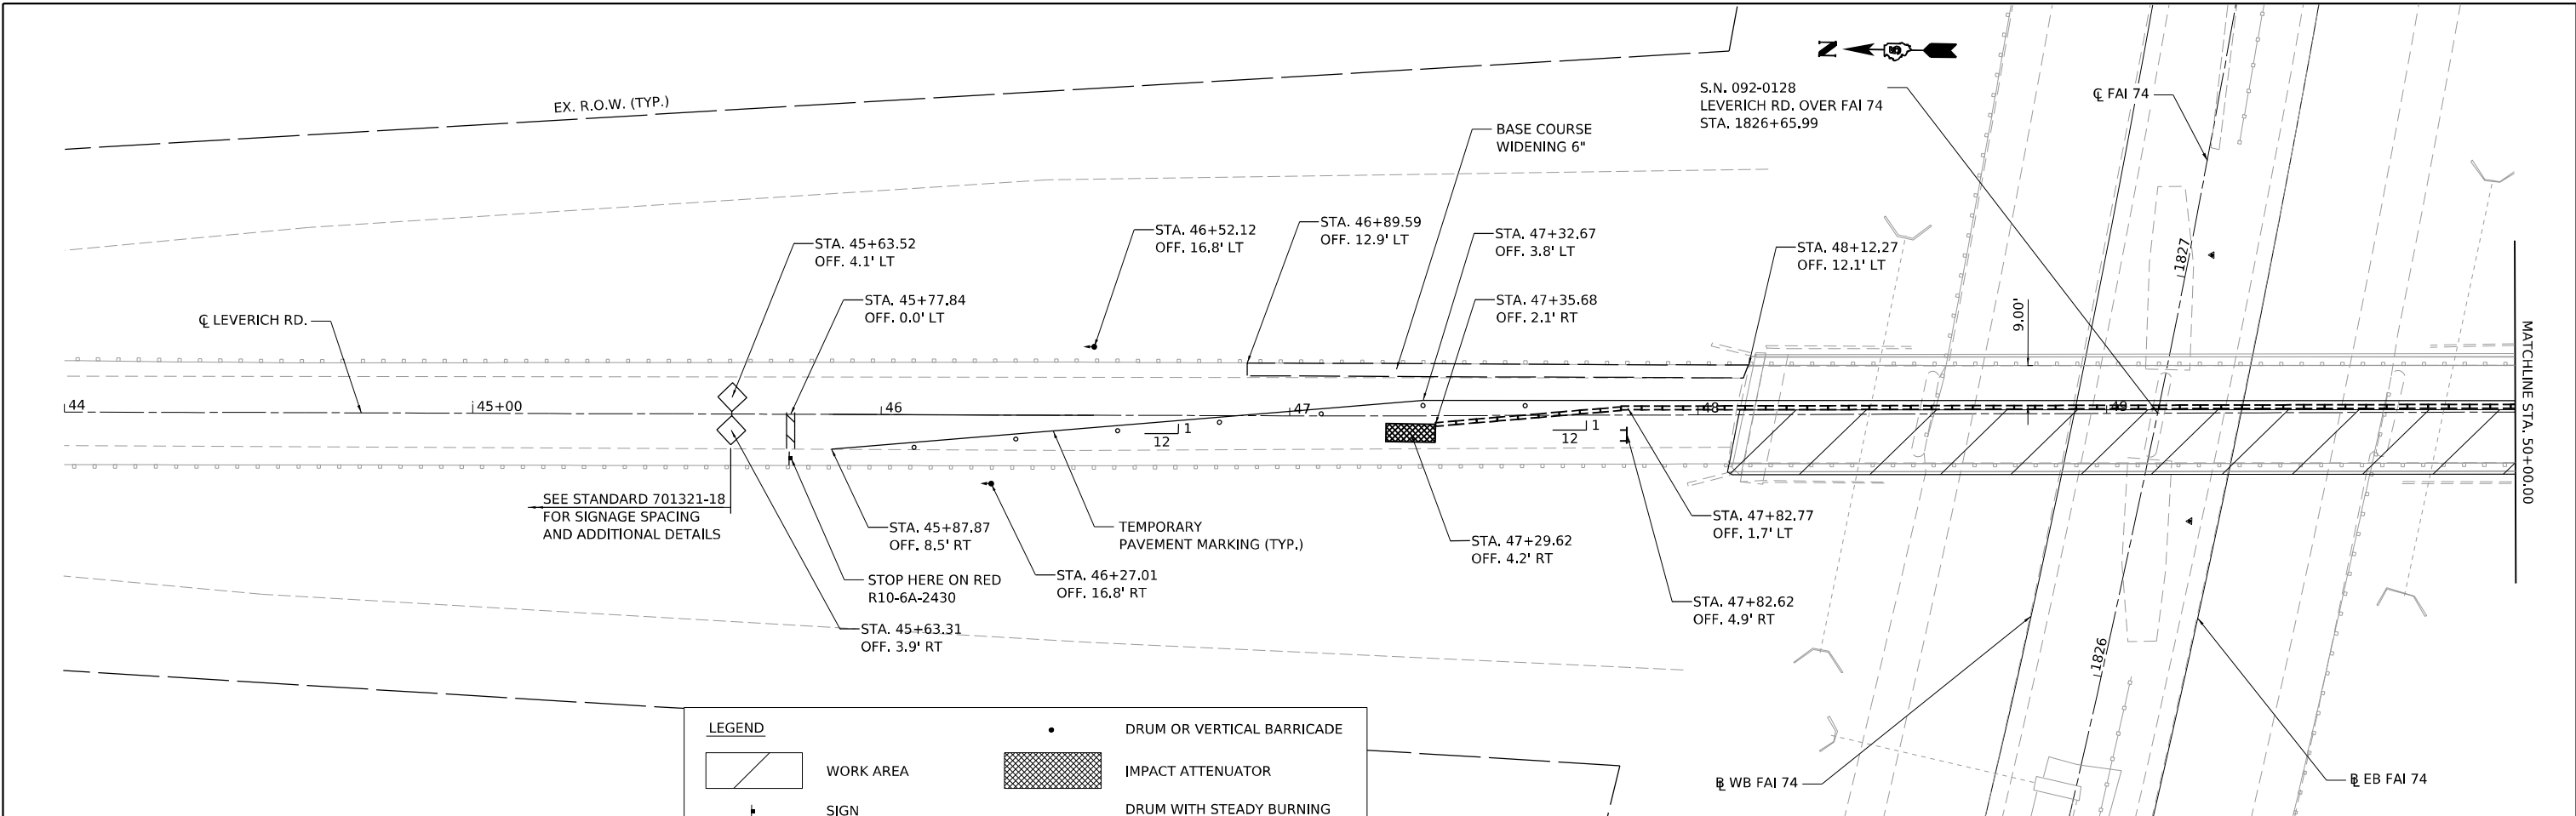 N
S.N. 092-0128
LEVERICH RD. OVER FAI 74
STA. 1826+65.99
℄ FAI 74
EX. R.O.W. (TYP.)
BASE COURSE
WIDENING 6"
STA. 45+63.52
OFF. 4.1' LT
STA. 46+52.12
OFF. 16.8' LT
STA. 46+89.59
OFF. 12.9' LT
STA. 47+32.67
OFF. 3.8' LT
STA. 48+12.27
OFF. 12.1' LT
1827
STA. 45+77.84
OFF. 0.0' LT
STA. 47+35.68
OFF. 2.1' RT
9.00'
℄ LEVERICH RD.
MATCHLINE STA. 50+00.00
44
45+00
46
47
48
49
1
12
1
12
SEE STANDARD 701321-18
FOR SIGNAGE SPACING
AND ADDITIONAL DETAILS
STA. 45+87.87
OFF. 8.5' RT
TEMPORARY
PAVEMENT MARKING (TYP.)
STA. 47+29.62
OFF. 4.2' RT
STA. 47+82.77
OFF. 1.7' LT
STOP HERE ON RED
R10-6A-2430
STA. 46+27.01
OFF. 16.8' RT
STA. 47+82.62
OFF. 4.9' RT
STA. 45+63.31
OFF. 3.9' RT
1826
LEGEND
DRUM OR VERTICAL BARRICADE
WORK AREA
IMPACT ATTENUATOR
SIGN
DRUM WITH STEADY BURNING
BL WB FAI 74
BL EB FAI 74